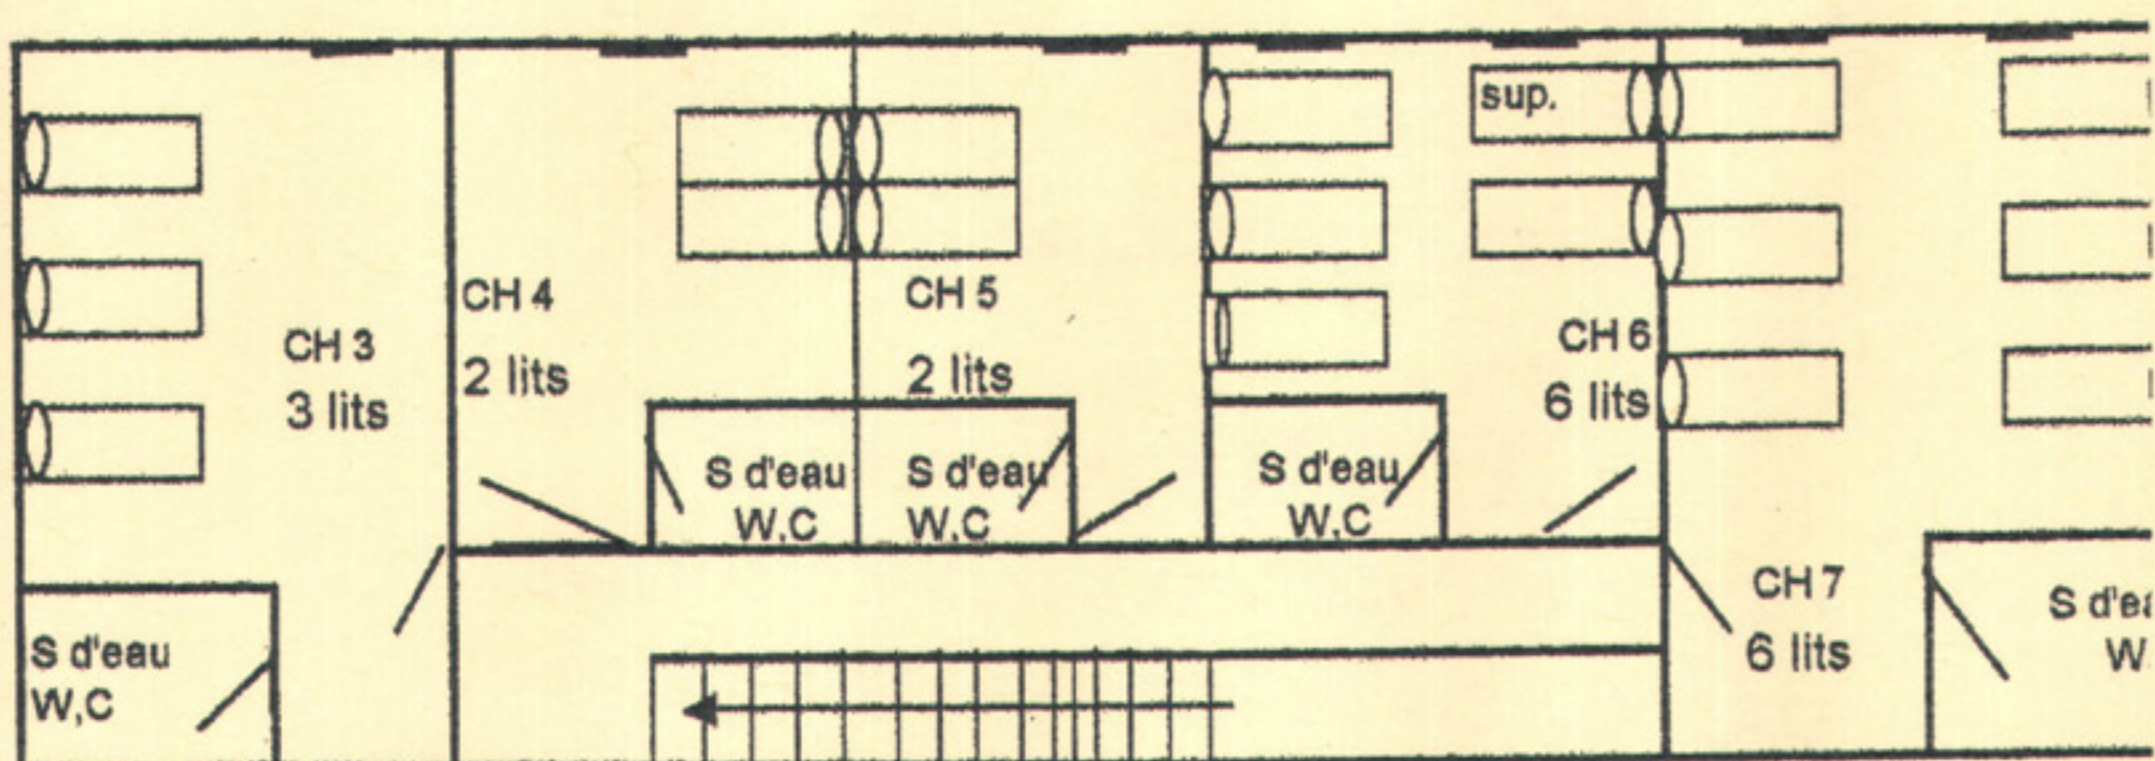 sup.
CH 3
3 lits
CH 4
2 lits
CH 5
2 lits
CH 6
6 lits
CH 7
6 lits
S d'eau
W,C
S d'eau
W.C
S d'eau
W.C
S d'eau
W.C
S
W